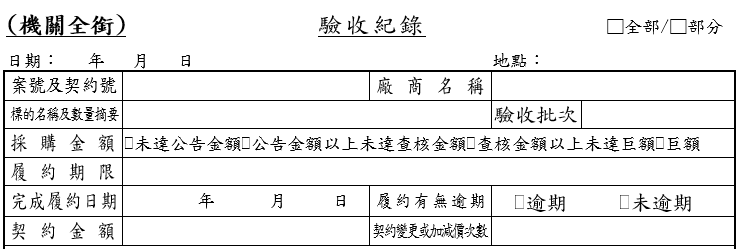 (機關全銜) 驗收紀錄 □全部/□部分
日期： 年 月 日 地點：
案號及契約號 廠商名稱
標的名稱及數量摘要 驗收批次
採購金額 □未達公告金額□公告金額以上未達查核金額□查核金額以上未達巨額□巨額
履約期限
完成履約日期 年 月 日 履約有無逾期 □逾期 □未逾期
契約金額 契約變更或加減價次數